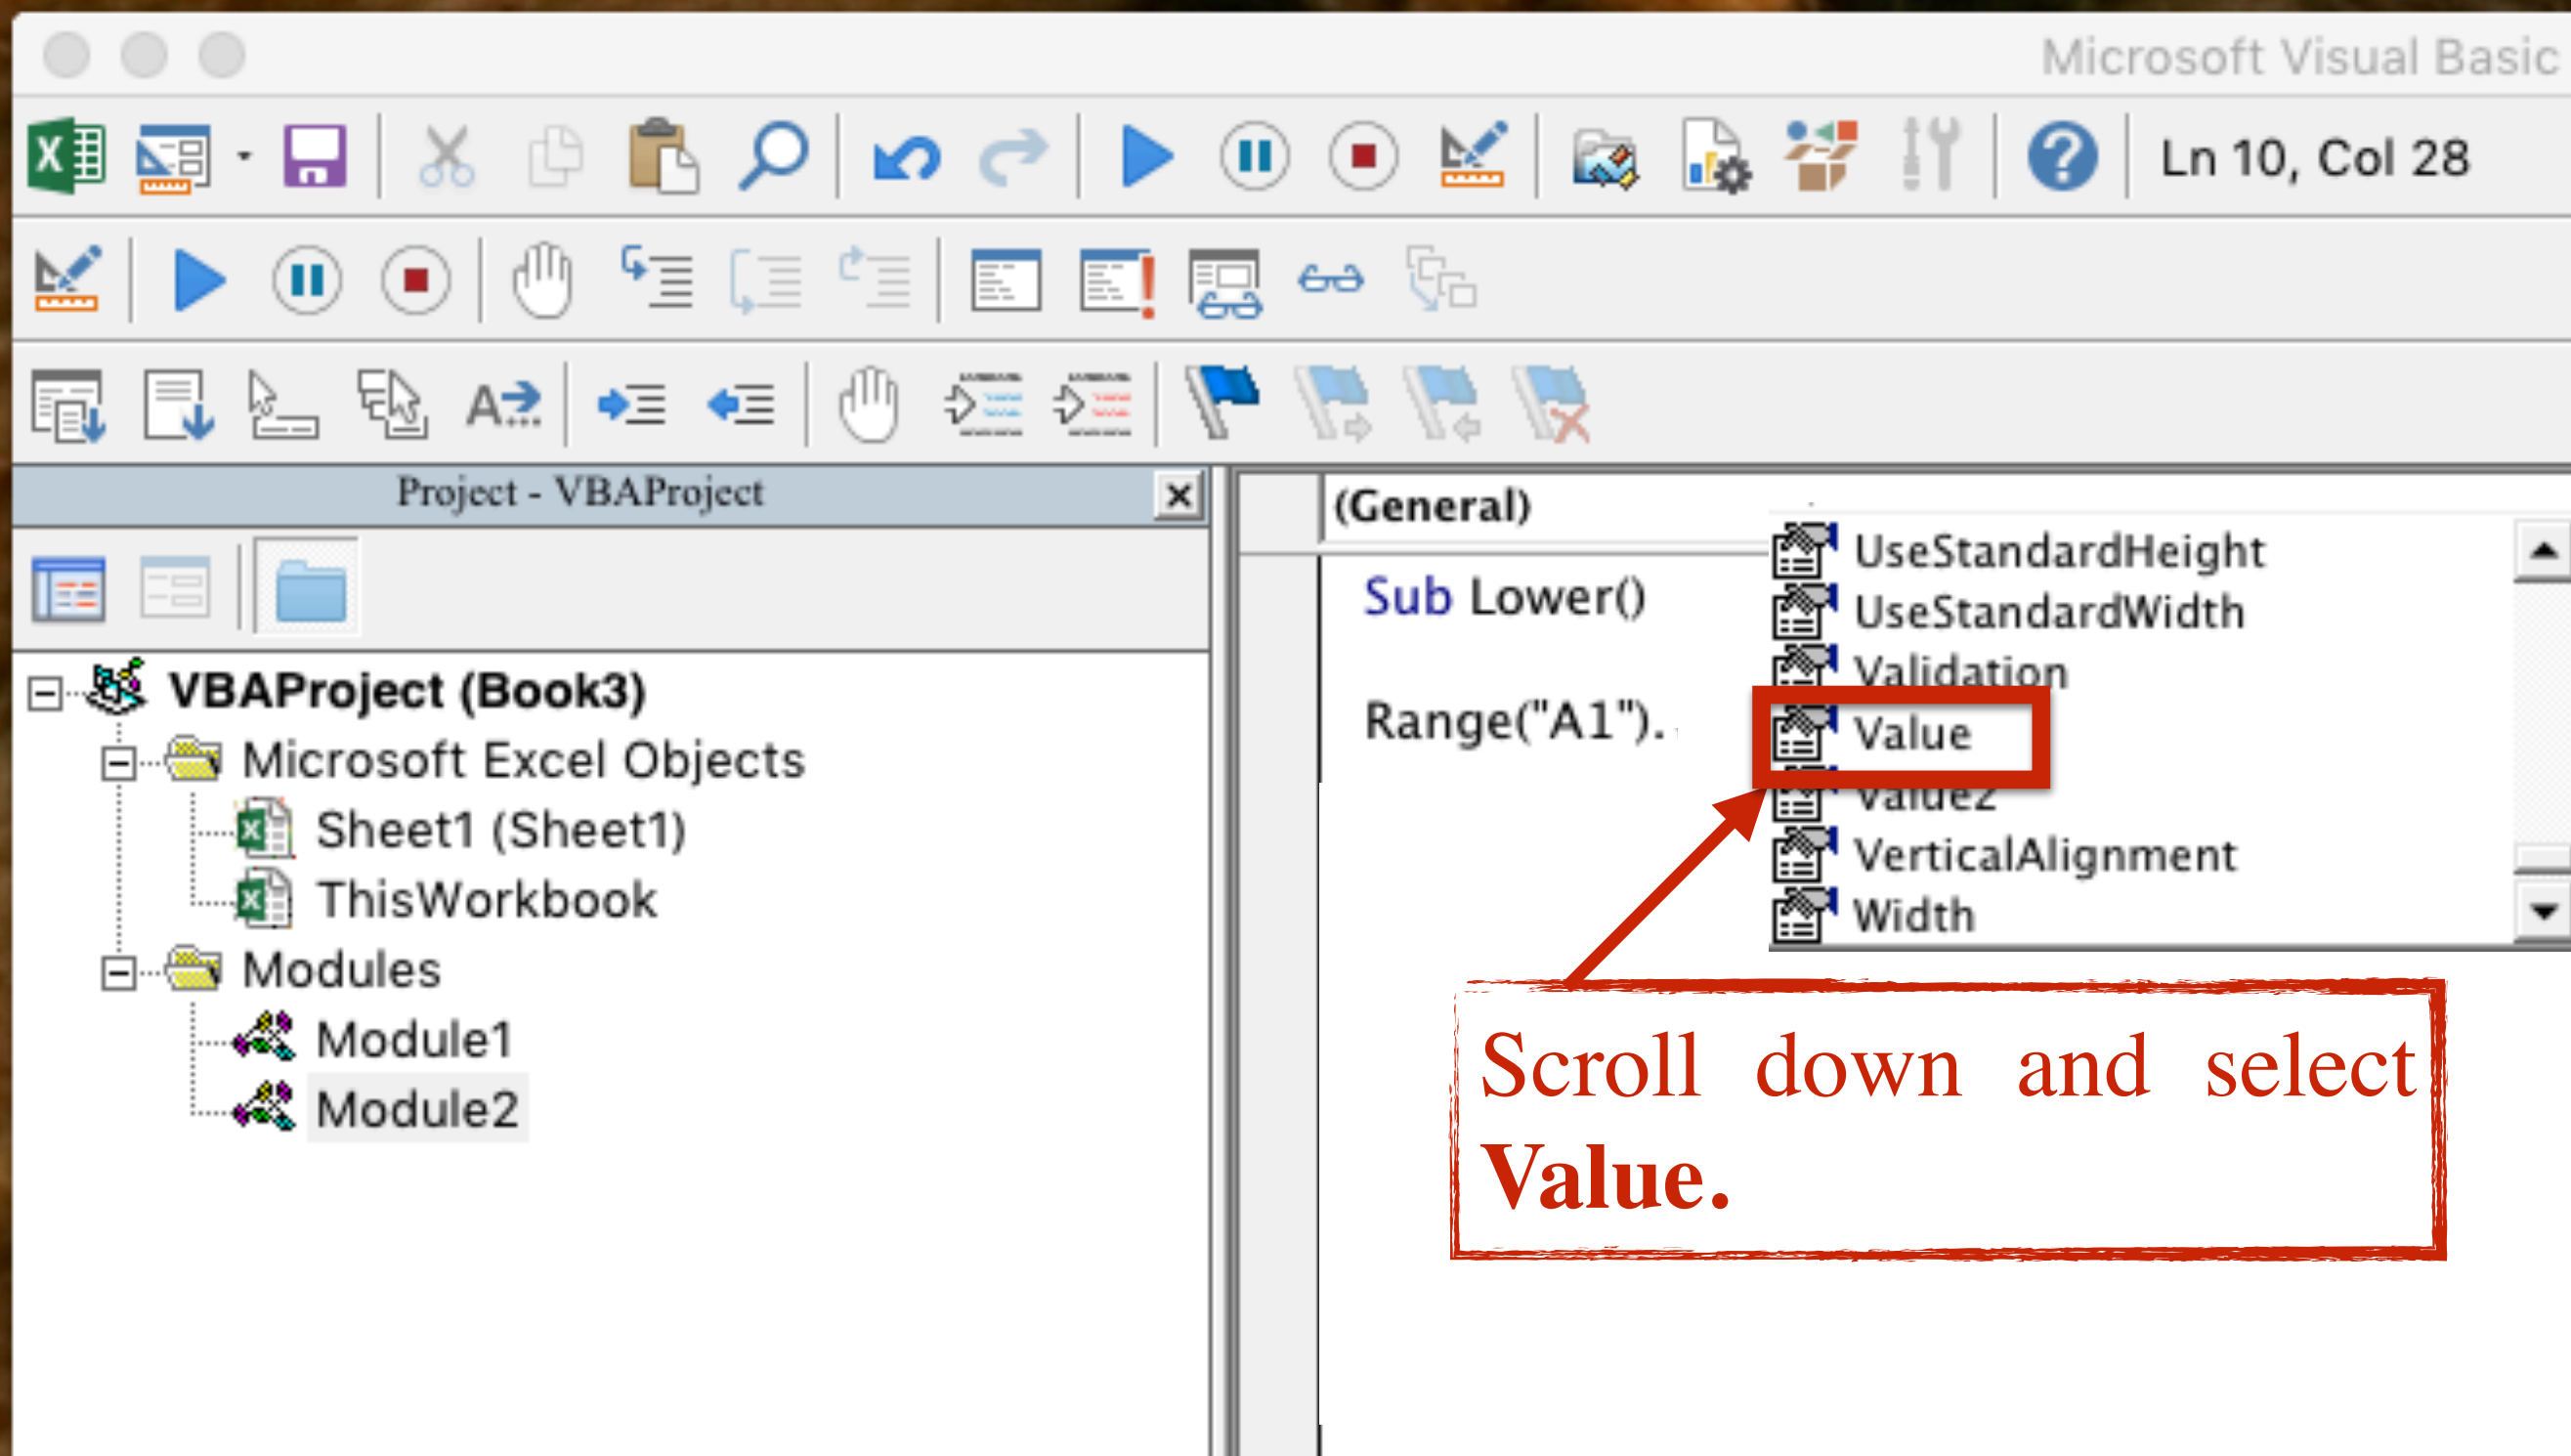 Microsoft Visual Basic
Ln 10, Col 28
Project - VBAProject
(General)
VBAProject (Book3)
Microsoft Excel Objects
Sheet1 (Sheet1)
ThisWorkbook
Modules
Module1
Module2
Sub Lower()
Range("A1").
UseStandardHeight
UseStandardWidth
Validation
Value
Value2
VerticalAlignment
Width
Scroll down and select
Value.